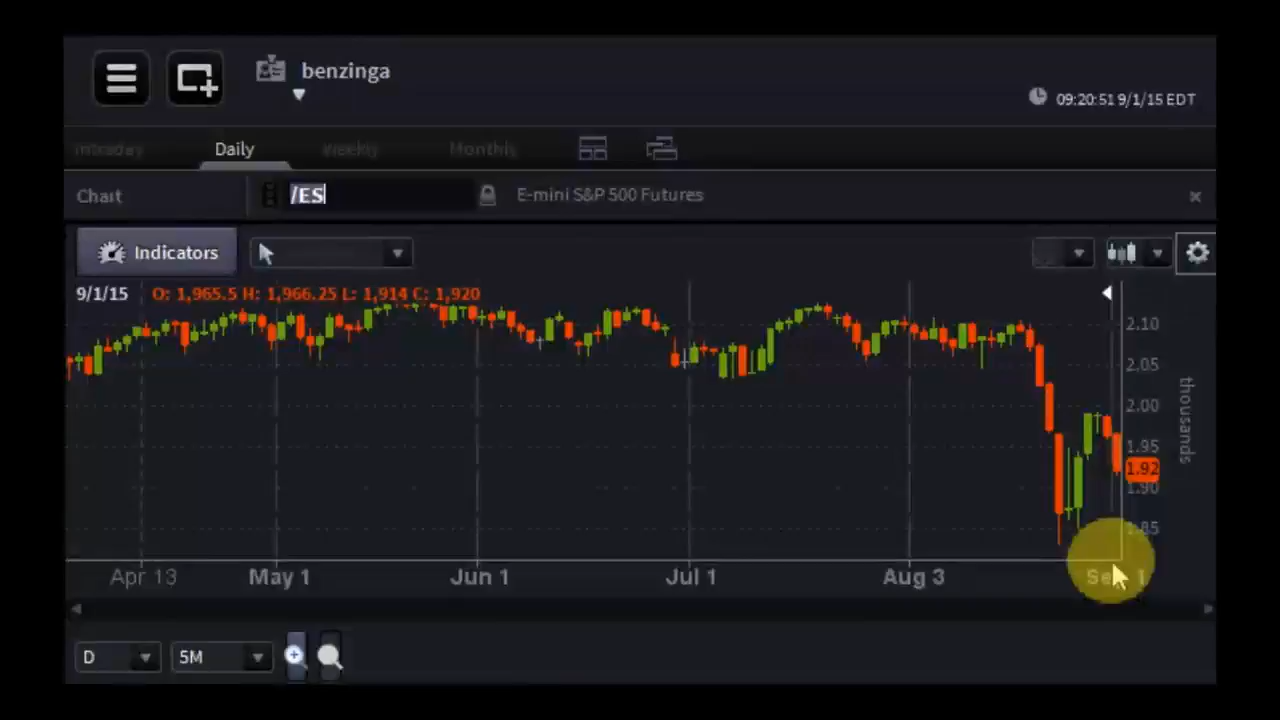 benzinga
09:20:51 9/1/15 EDT
Intraday Daily Weekly Monthly
Chart /ES E-mini S&P 500 Futures
Indicators
9/1/15 O: 1,965.5 H: 1,966.25 L: 1,914 C: 1,920
2.10
2.05
2.00
1.95
1.92
1.90
1.85
thousands
Apr 13 May 1 Jun 1 Jul 1 Aug 3
D 5M